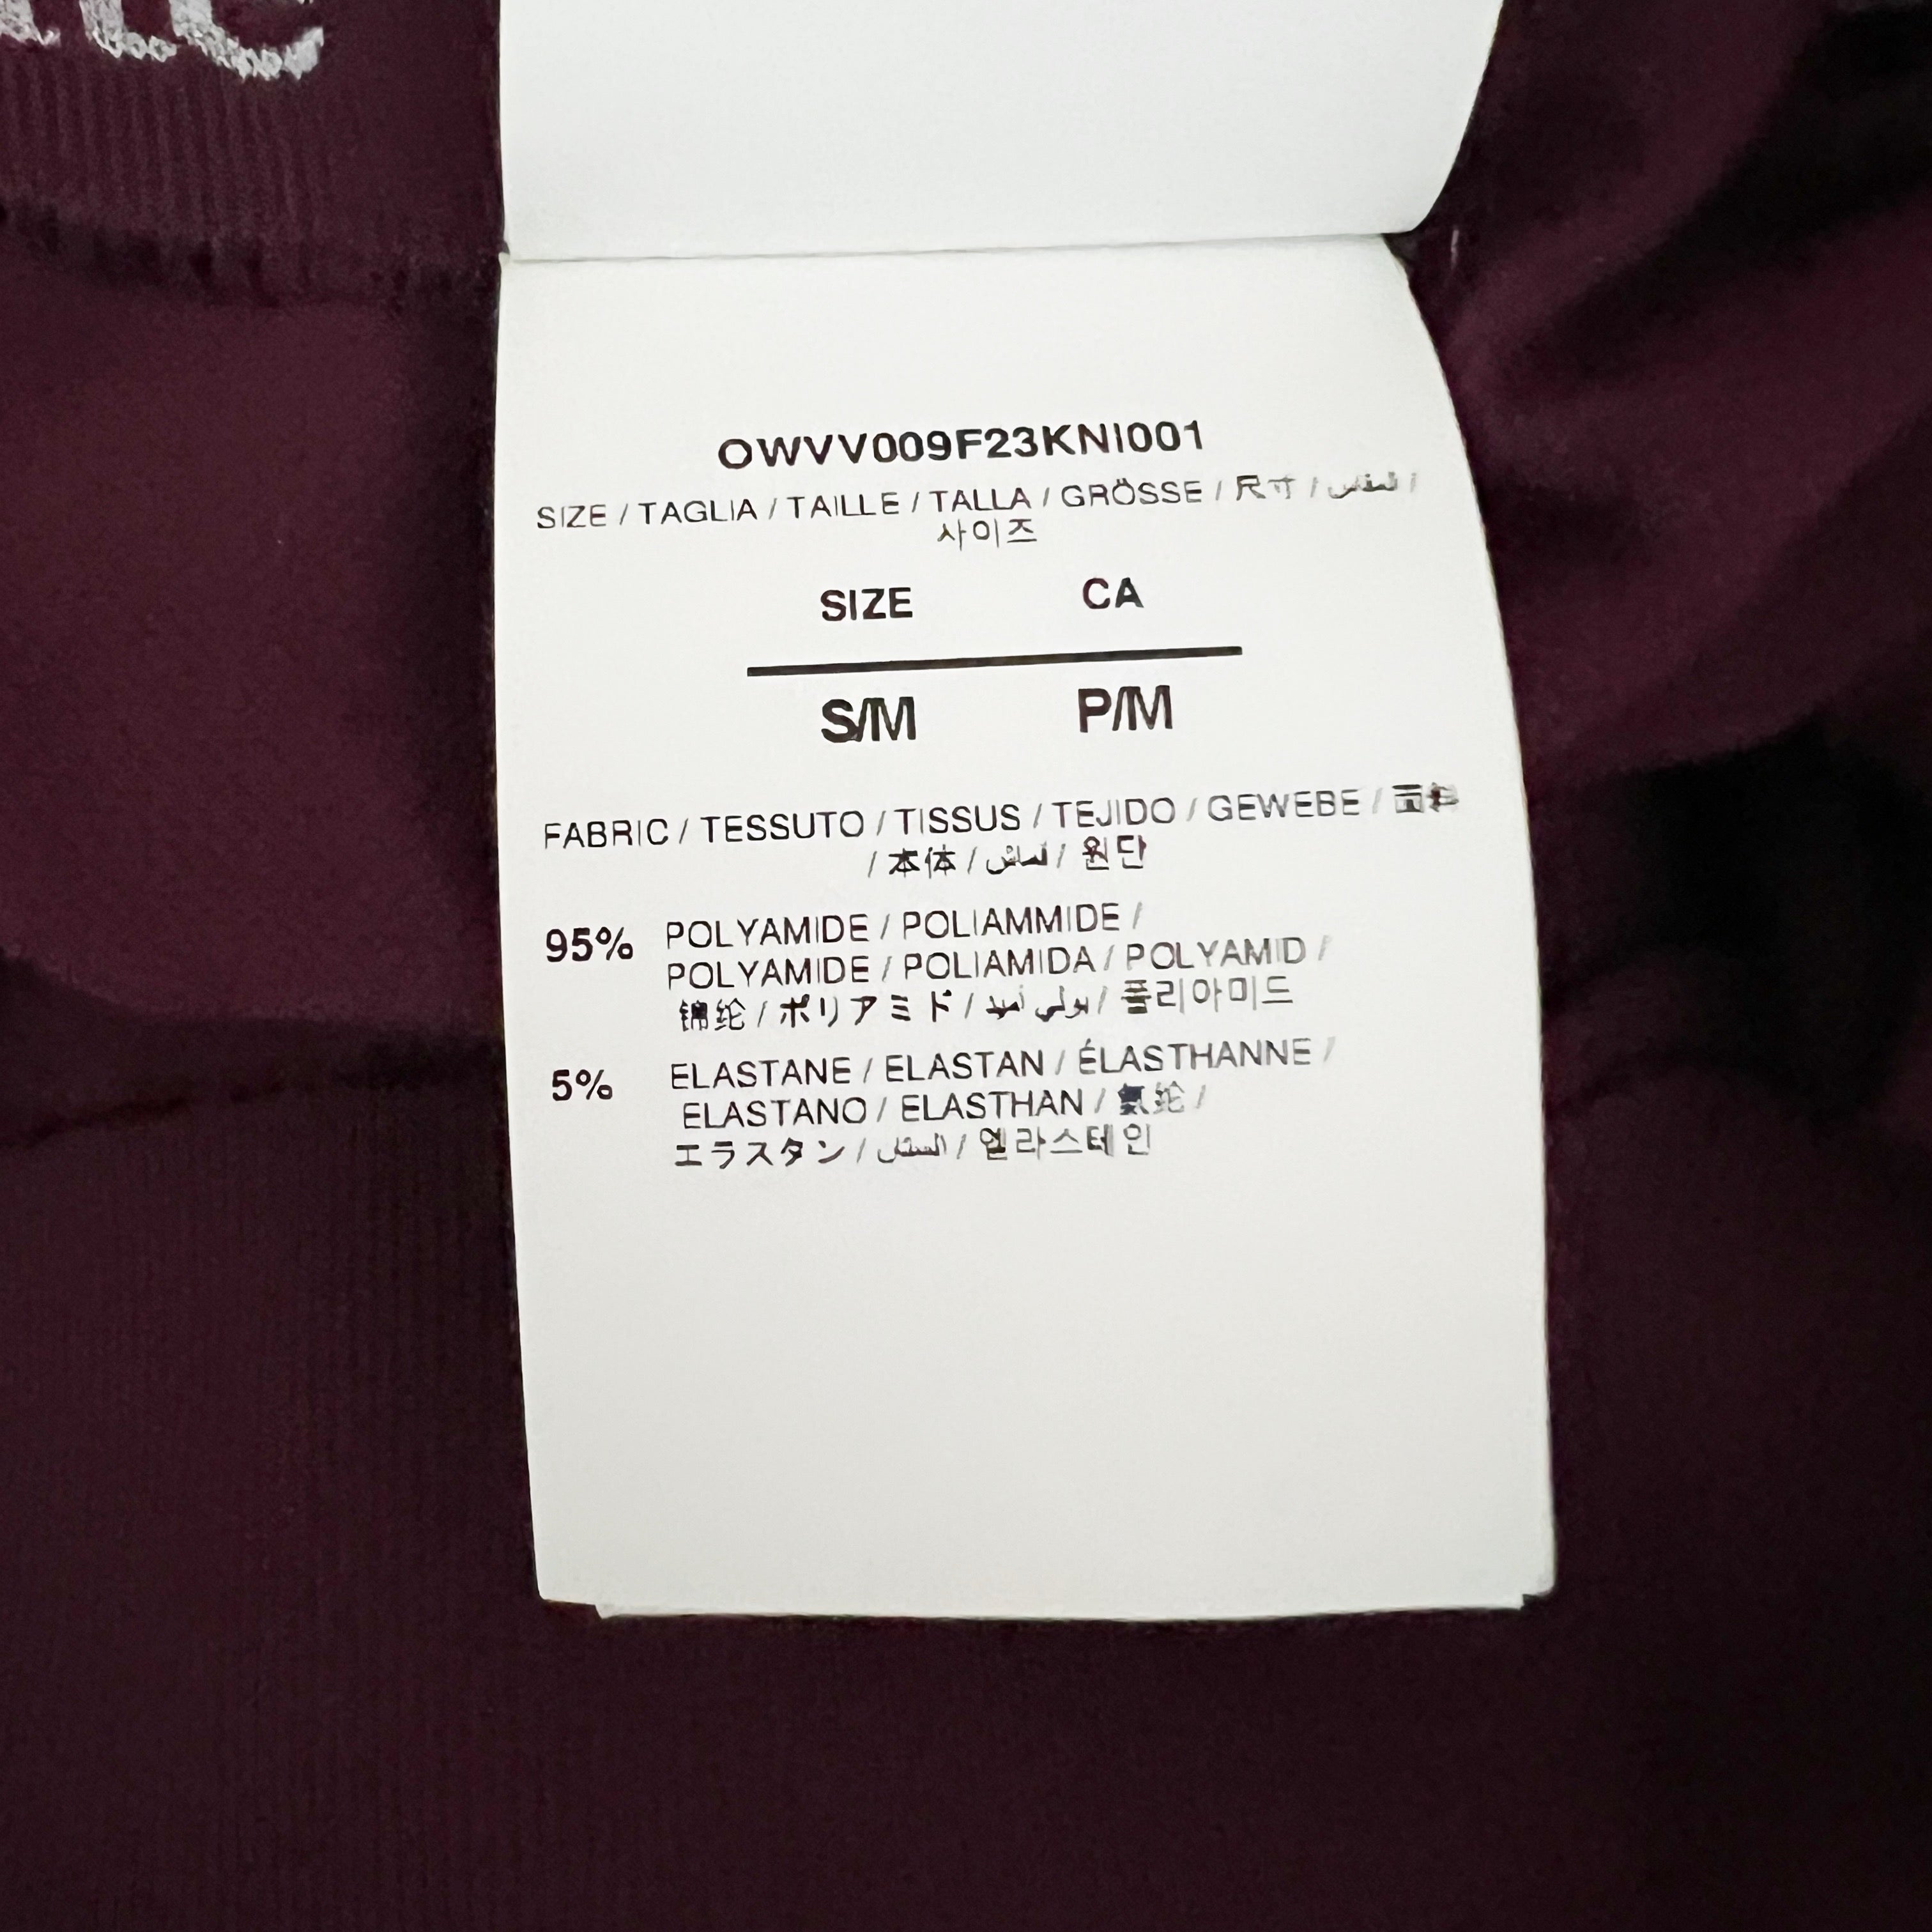 OWVV009F23KNI001
SIZE / TAGLIA / TAILLE / TALLA / GRÖSSE / 尺寸 / المقاس /
사이즈
SIZE CA
S/M P/M
FABRIC / TESSUTO / TISSUS / TEJIDO / GEWEBE / 面料
/ 本体 / قماش / 원단
95% POLYAMIDE / POLIAMMIDE /
POLYAMIDE / POLIAMIDA / POLYAMID /
锦纶 / ポリアミド / بولي أميد / 폴리아미드
5% ELASTANE / ELASTAN / ÉLASTHANNE /
ELASTANO / ELASTHAN / 氨纶 /
エラスタン / / 엘라스테인